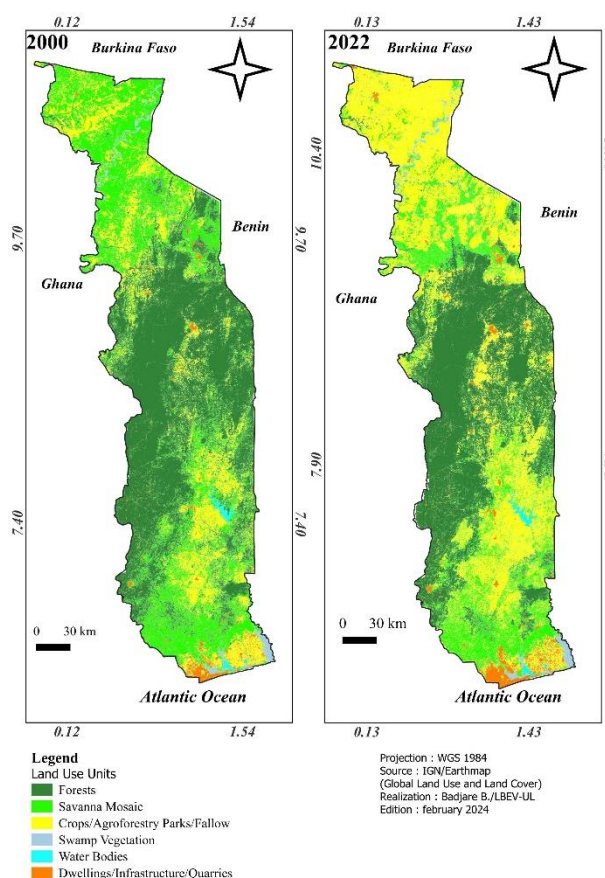 0.12 1.54
2000
Burkina Faso
Benin
9.70
Ghana
7.40
0 30 km
Atlantic Ocean
0.12 1.54
0.13 1.43
2022
Burkina Faso
10.40
Benin
9.70
Ghana
7.90
7.40
0 30 km
Atlantic Ocean
0.13 1.43
Legend
Land Use Units
Forests
Savanna Mosaic
Crops/Agroforestry Parks/Fallow
Swamp Vegetation
Water Bodies
Dwellings/Infrastructure/Quarries
Projection : WGS 1984
Source : IGN/Earthmap
(Global Land Use and Land Cover)
Realization : Badjare B./LBEV-UL
Edition : february 2024